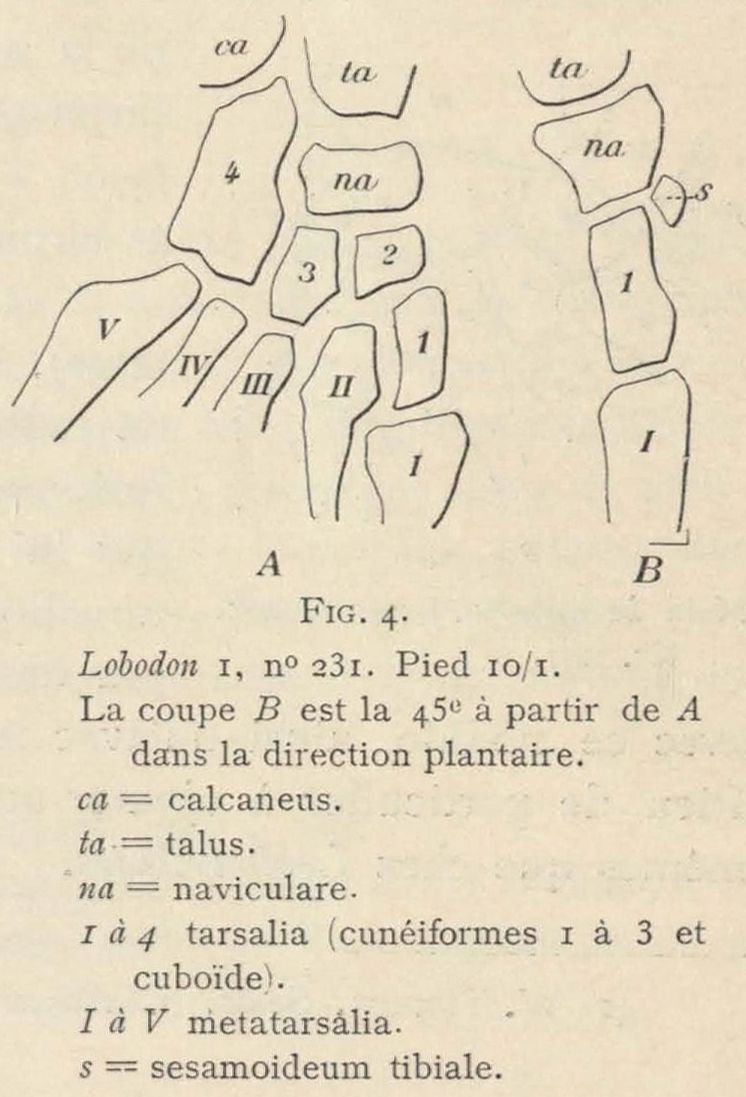 ca
ta
ta
4
na
na
s
3
2
1
1
V
IV
III
II
I
I
A
B
FIG. 4.
Lobodon 1, nº 231. Pied 10/1.
La coupe B est la 45e à partir de A
dans la direction plantaire.
ca = calcaneus.
ta = talus.
na = naviculare.
1 à 4 tarsalia (cunéiformes 1 à 3 et
cuboïde).
I à V metatarsalia.
s = sesamoideum tibiale.